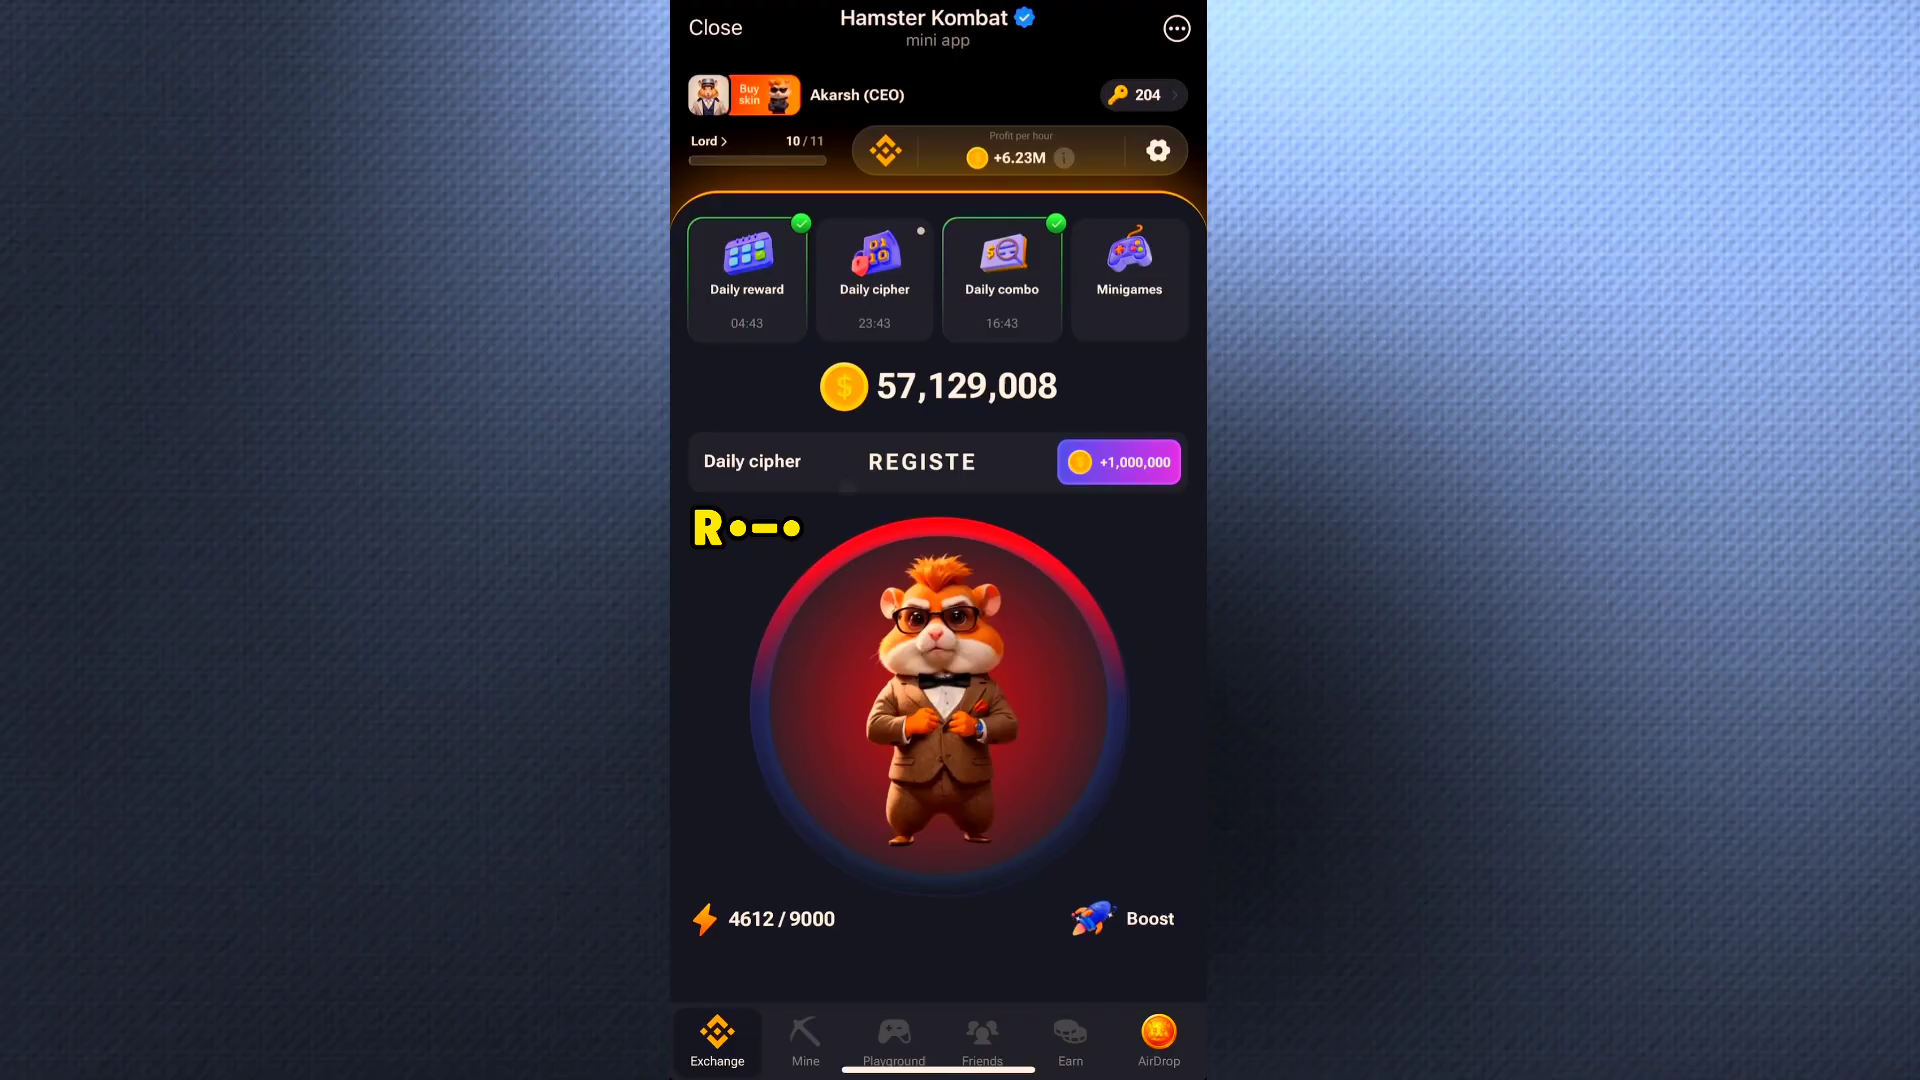 Close
Hamster Kombat
mini app
Buy skin
Akarsh (CEO)
204
Lord >
10 / 11
Profit per hour
+6.23M
Daily reward
04:43
Daily cipher
23:43
Daily combo
16:43
Minigames
57,129,008
Daily cipher
REGISTE
+1,000,000
R•–•
4612 / 9000
Boost
Exchange
Mine
Playground
Friends
Earn
AirDrop